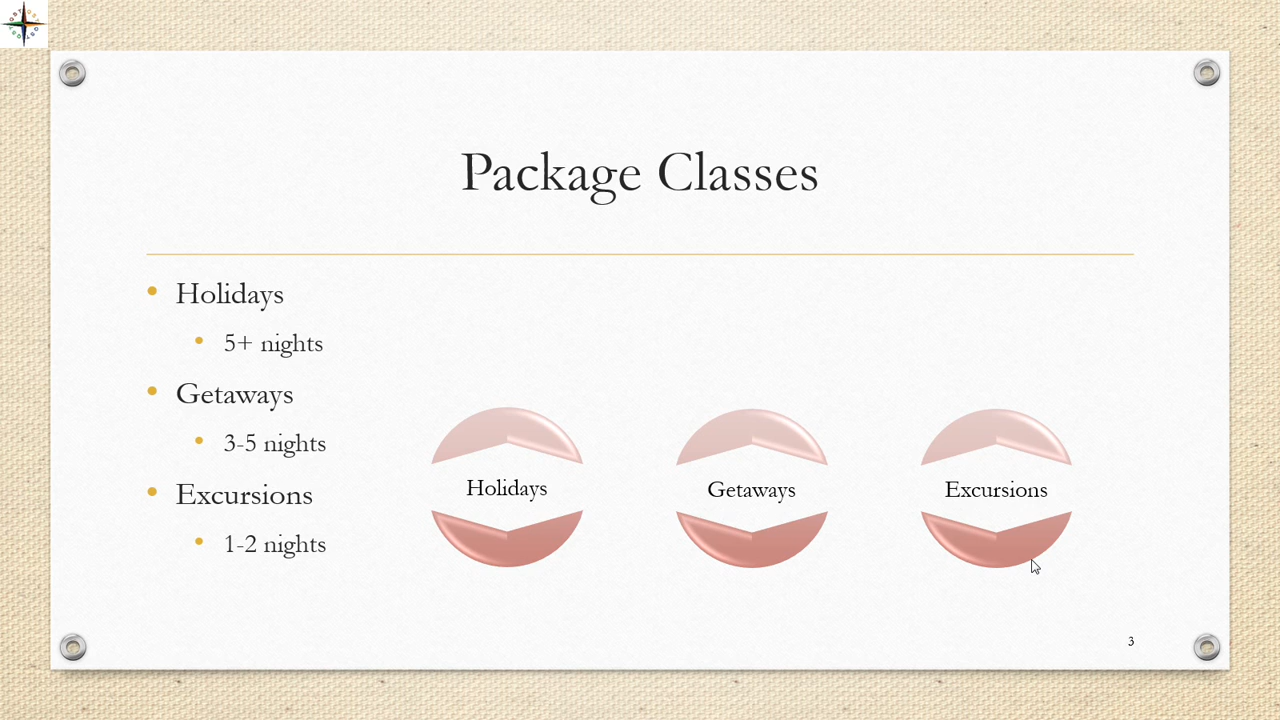 Package Classes
Holidays
5+ nights
Getaways
3-5 nights
Excursions
1-2 nights
Holidays
Getaways
Excursions
3